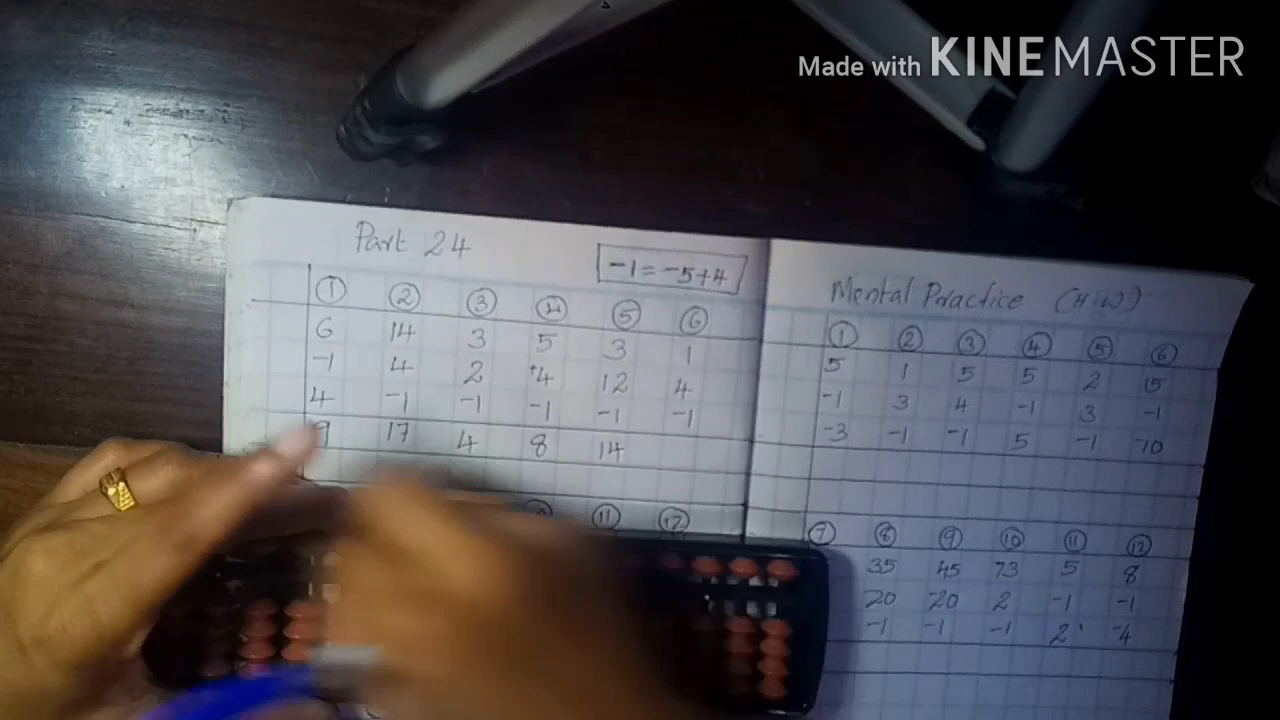 Made with KINEMASTER
Part 24
-1 = -5+4
① ② ③ ④ ⑤ ⑥
6 14 3 5 3 1
-1 4 2 +4 12 4
4 -1 -1 -1 -1 -1
9 17 4 8 14
⑪ ⑫
Mental Practice (H.W)
① ② ③ ④ ⑤ ⑥
5 1 5 5 2 15
-1 3 4 -1 3 -1
-3 -1 -1 5 -1 -10
⑦ ⑧ ⑨ ⑩ ⑪ ⑫
35 45 73 5 8
20 20 2 -1 -1
-1 -1 -1 2 -4